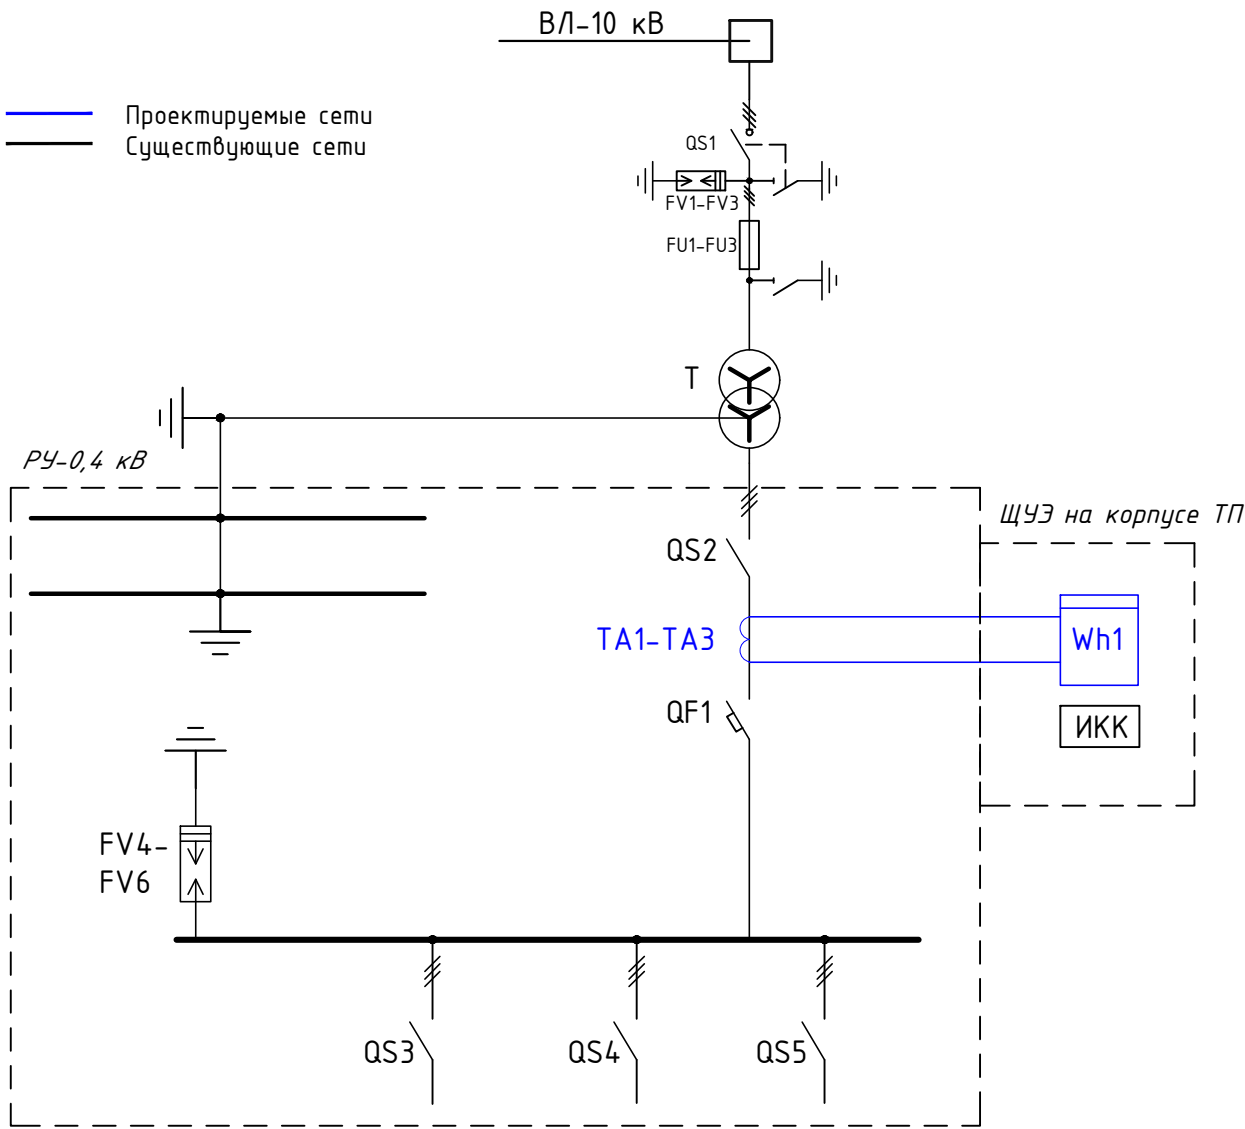 ВЛ-10 кВ
Проектируемые сети
Существующие сети
QS1
FV1-FV3
FU1-FU3
Т
РУ-0,4 кВ
ЩУЭ на корпусе ТП
QS2
ТА1-ТА3
Wh1
QF1
ИКК
FV4-
FV6
QS3
QS4
QS5